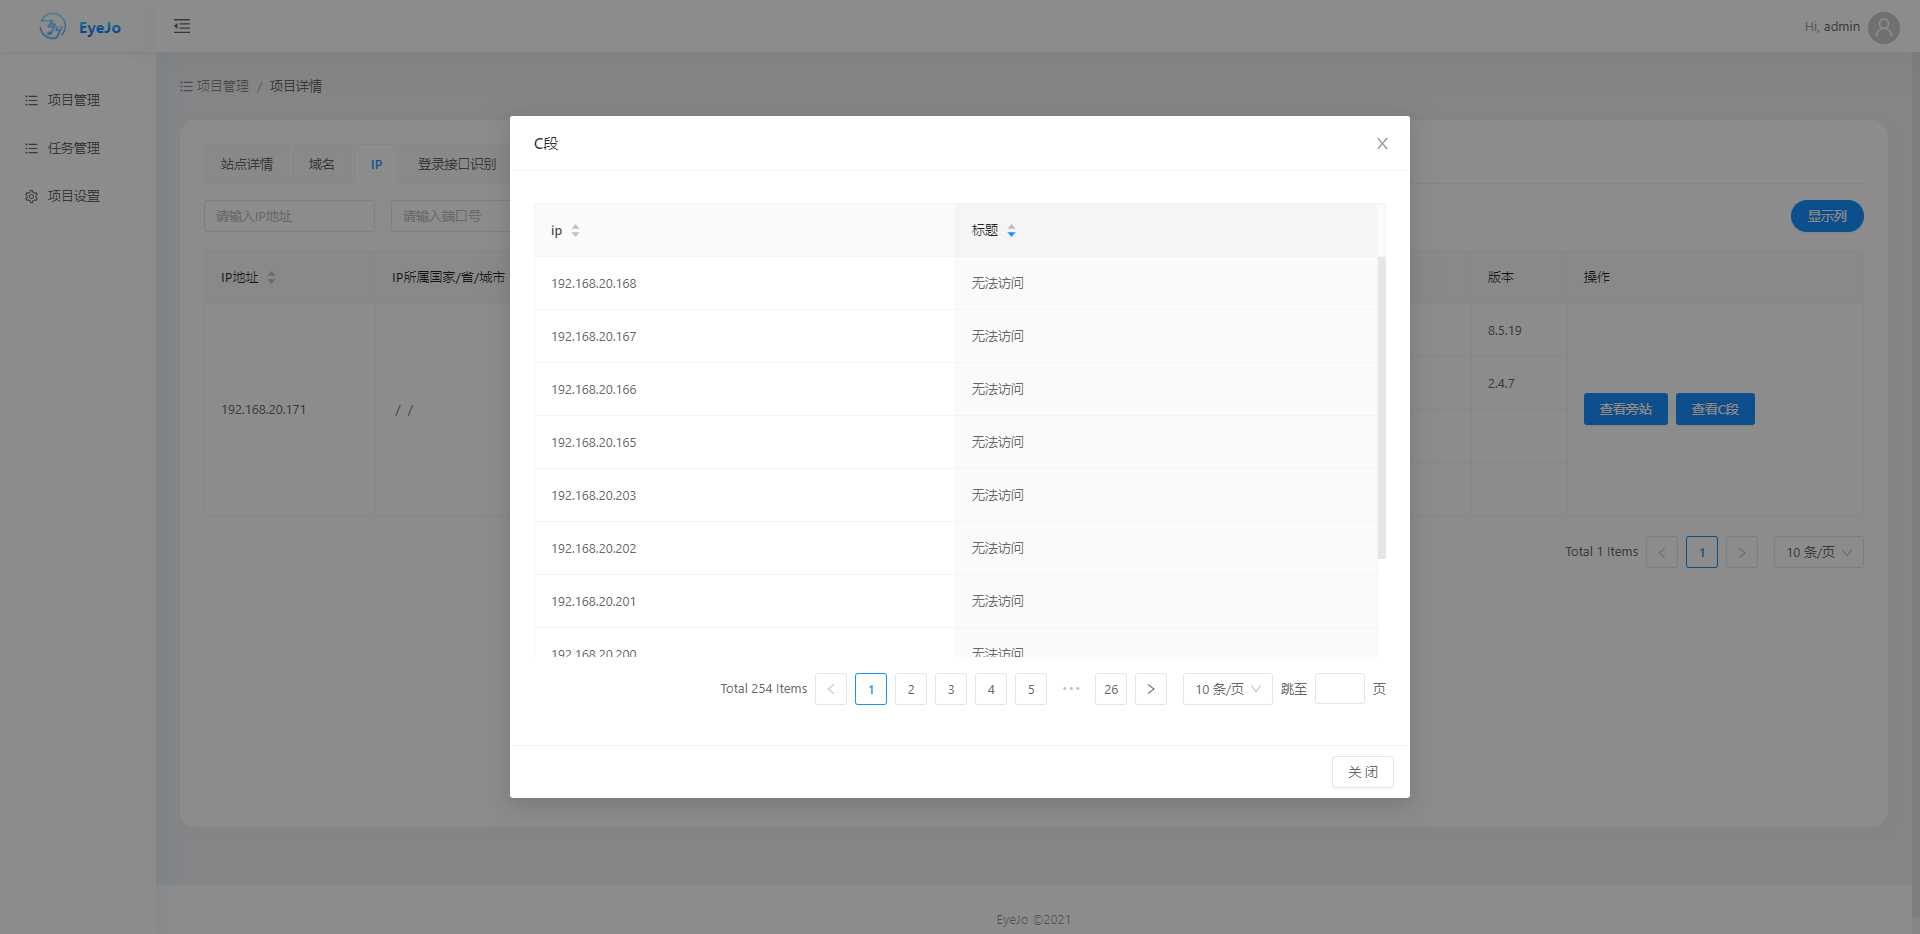 EyeJo
Hi, admin
项目管理
任务管理
项目设置
项目管理 / 项目详情
站点详情 域名 IP 登录接口识别
请输入IP地址 请输入端口号
显示列
IP地址 IP所属国家/省/城市 版本 操作
192.168.20.171 / /
8.5.19
2.4.7
查看旁站 查看C段
Total 1 Items < 1 > 10 条/页
C段
ip 标题
192.168.20.168 无法访问
192.168.20.167 无法访问
192.168.20.166 无法访问
192.168.20.165 无法访问
192.168.20.203 无法访问
192.168.20.202 无法访问
192.168.20.201 无法访问
192.168.20.200 无法访问
Total 254 Items < 1 2 3 4 5 ••• 26 > 10 条/页 跳至 页
关 闭
EyeJo ©2021